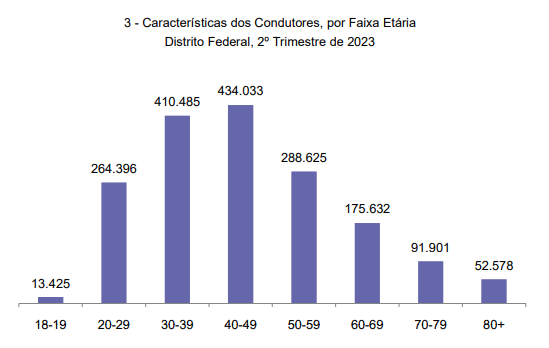 3 - Características dos Condutores, por Faixa Etária
Distrito Federal, 2º Trimestre de 2023
13.425
264.396
410.485
434.033
288.625
175.632
91.901
52.578
18-19 20-29 30-39 40-49 50-59 60-69 70-79 80+